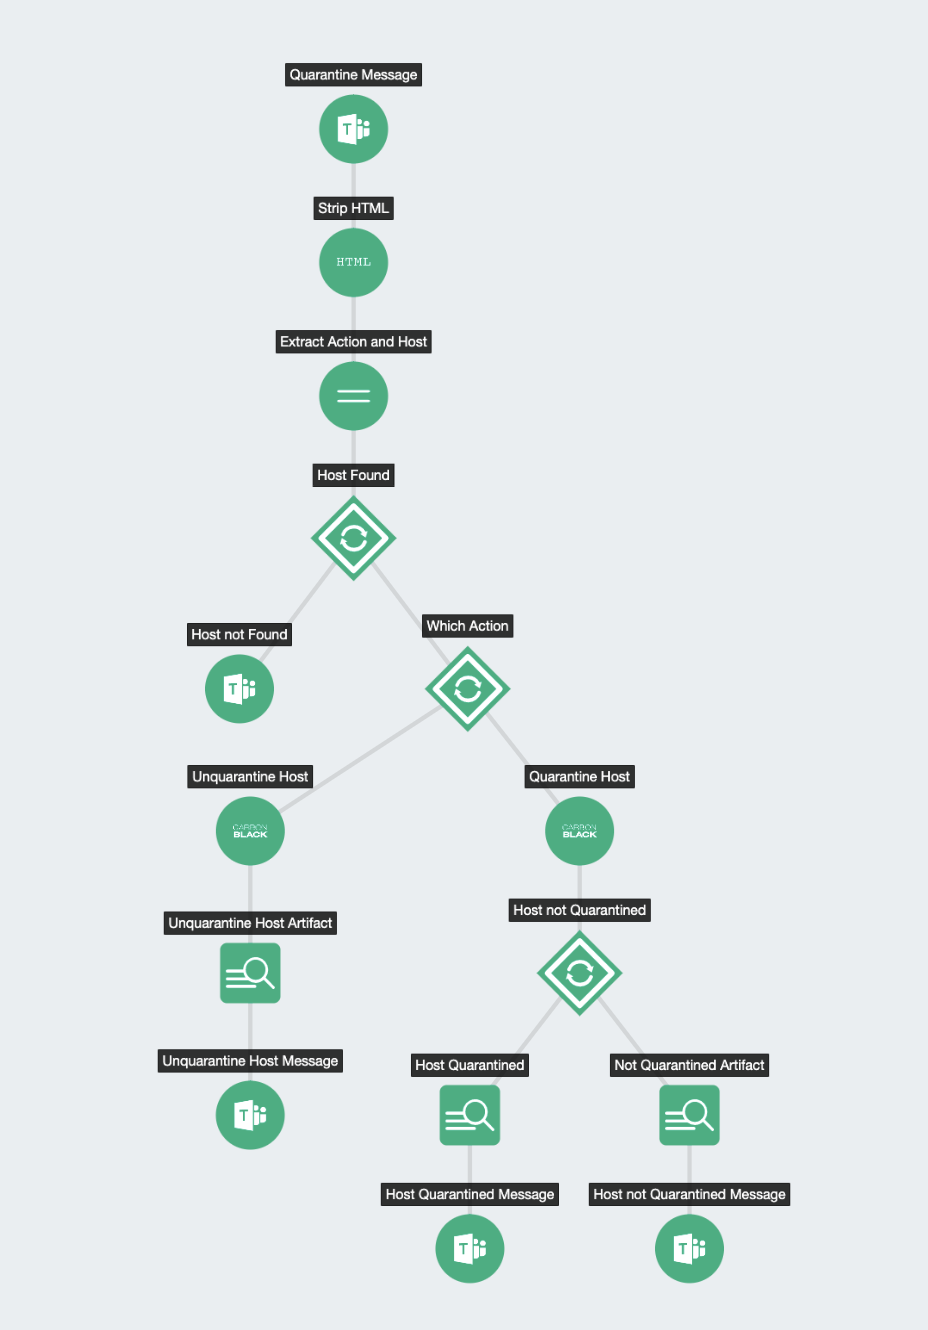 Quarantine Message
T
Strip HTML
HTML
Extract Action and Host
Host Found
Host not Found
T
Which Action
Unquarantine Host
CARBON
BLACK
Quarantine Host
CARBON
BLACK
Unquarantine Host Artifact
Host not Quarantined
Unquarantine Host Message
T
Host Quarantined
Not Quarantined Artifact
Host Quarantined Message
T
Host not Quarantined Message
T